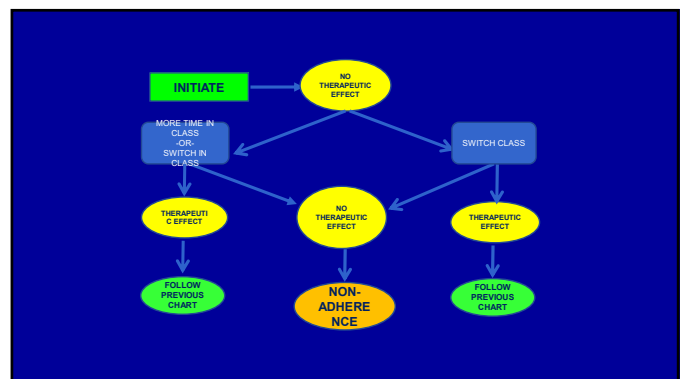 INITIATE
NO
THERAPEUTIC
EFFECT
MORE TIME IN
CLASS
-OR-
SWITCH IN
CLASS
SWITCH CLASS
THERAPEUTI
C EFFECT
NO
THERAPEUTIC
EFFECT
THERAPEUTIC
EFFECT
FOLLOW
PREVIOUS
CHART
NON-
ADHERE
NCE
FOLLOW
PREVIOUS
CHART